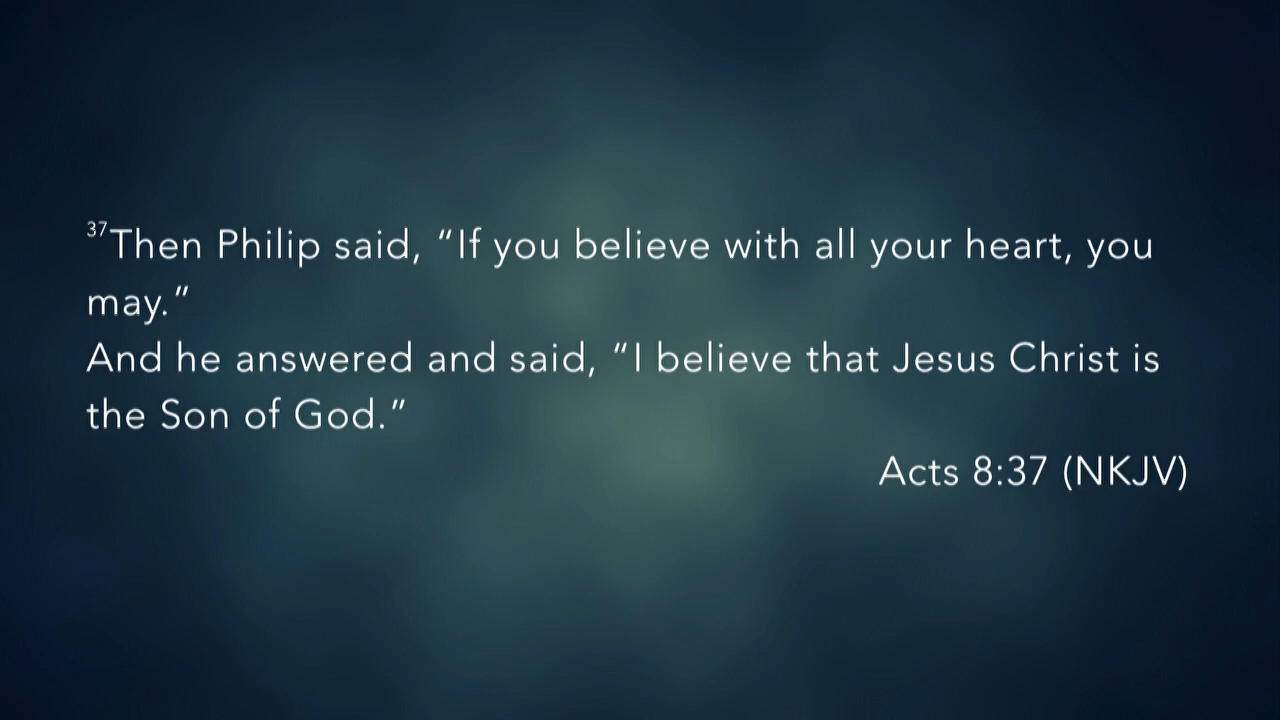 ³⁷Then Philip said, “If you believe with all your heart, you
may.”
And he answered and said, “I believe that Jesus Christ is
the Son of God.”
Acts 8:37 (NKJV)